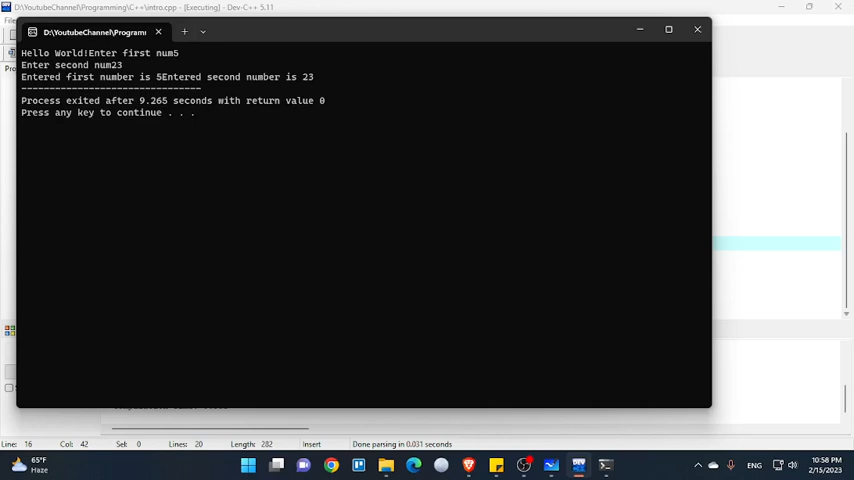 D:\YoutubeChannel\Programming\C++\intro.cpp - [Executing] - Dev-C++ 5.11
File
D:\YoutubeChannel\Programi
Hello World!Enter first num5
Enter second num23
Entered first number is 5Entered second number is 23
--------------------------------
Process exited after 9.265 seconds with return value 0
Press any key to continue . . .
Line: 16 Col: 42 Sel: 0 Lines: 20 Length: 282 Insert Done parsing in 0.031 seconds
65°F
Haze
DEV
ENG
10:58 PM
2/15/2023